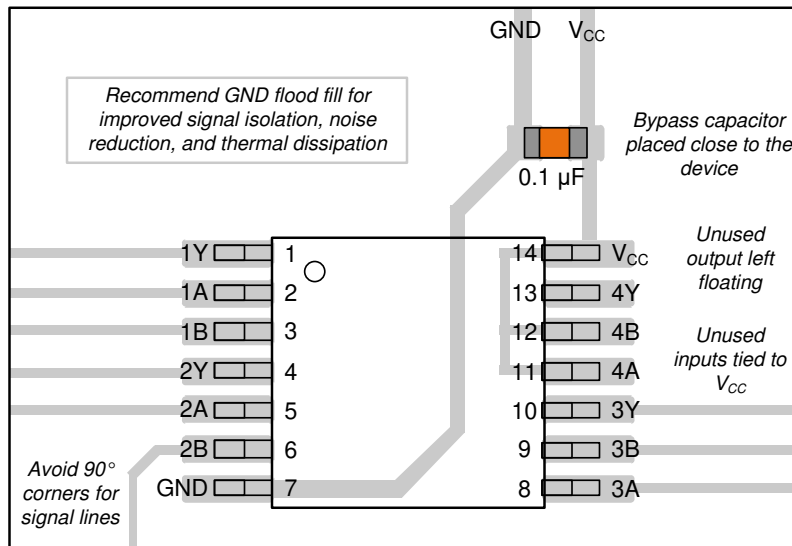 GND
V_CC
Recommend GND flood fill for
improved signal isolation, noise
reduction, and thermal dissipation
Bypass capacitor
placed close to the
device
0.1 µF
1Y 1 14 V_CC
1A 2 13 4Y
1B 3 12 4B
2Y 4 11 4A
2A 5 10 3Y
2B 6 9 3B
GND 7 8 3A
Unused
output left
floating
Unused
inputs tied to
V_CC
Avoid 90°
corners for
signal lines